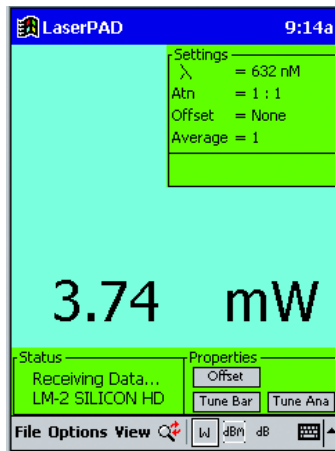 LaserPAD 9:14a
Settings
λ = 632 nM
Atn = 1 : 1
Offset = None
Average = 1
3.74 mW
Status
Receiving Data...
LM-2 SILICON HD
Properties
Offset
Tune Bar Tune Ana
File Options View W dBm dB